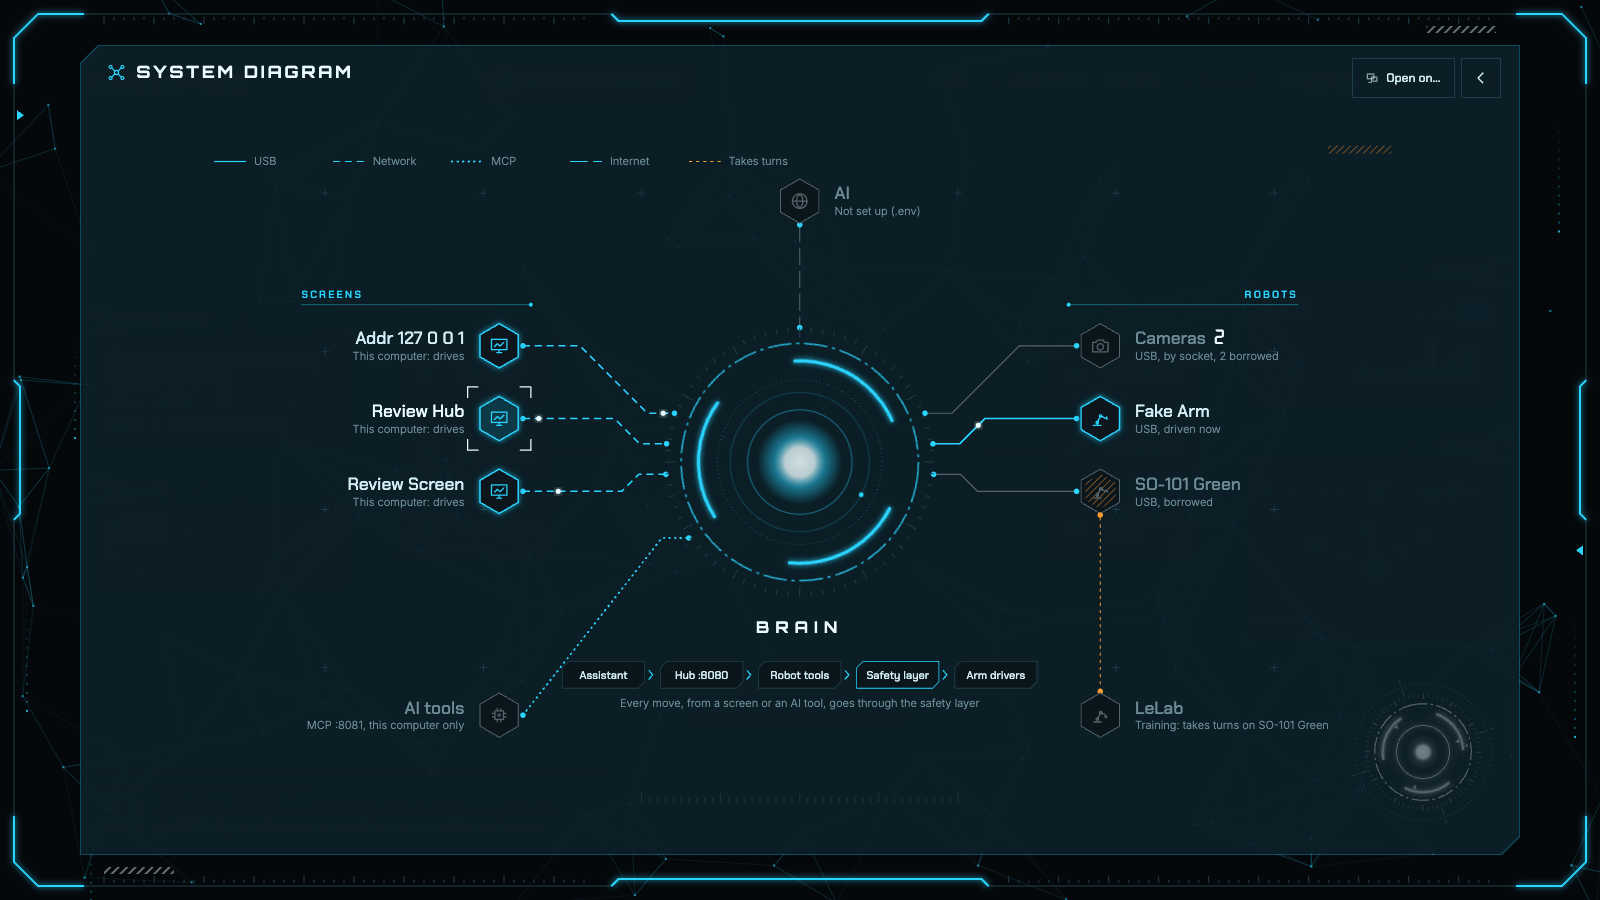 SYSTEM DIAGRAM
Open on...
USB
Network
MCP
Internet
Takes turns
AI
Not set up (.env)
SCREENS
ROBOTS
Addr 127 0 0 1
This computer: drives
Cameras 2
USB, by socket, 2 borrowed
Review Hub
This computer: drives
Fake Arm
USB, driven now
Review Screen
This computer: drives
SO-101 Green
USB, borrowed
BRAIN
Assistant
Hub :8080
Robot tools
Safety layer
Arm drivers
Every move, from a screen or an AI tool, goes through the safety layer
AI tools
MCP :8081, this computer only
LeLab
Training: takes turns on SO-101 Green